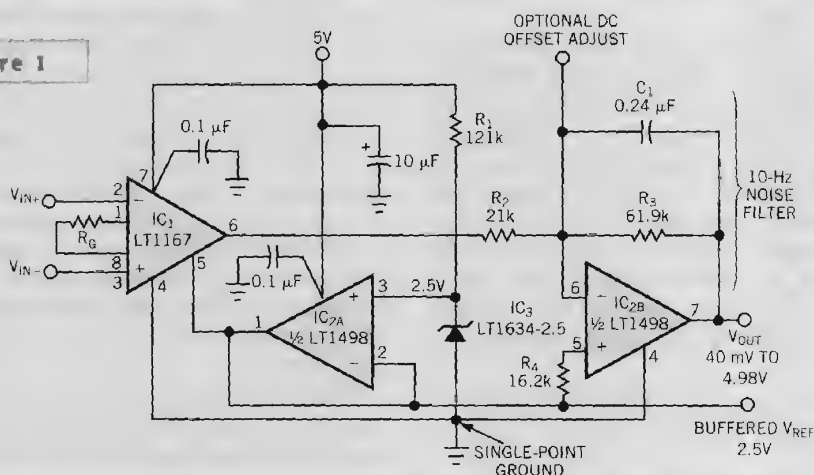 re 1
OPTIONAL DC
OFFSET ADJUST
5V
C1
0.24 µF
R1
121k
0.1 µF
10 µF
10-Hz
NOISE
FILTER
VIN+
2
7
1
RG
8
VIN–
3
–
+
IC1
LT1167
4
5
6
R2
21k
R3
61.9k
0.1 µF
1
IC2A
½ LT1498
+
–
3
2
2.5V
IC3
LT1634-2.5
6
–
5
+
IC2B
½ LT1498
7
4
R4
16.2k
VOUT
40 mV TO
4.98V
BUFFERED VREF
2.5V
SINGLE-POINT
GROUND